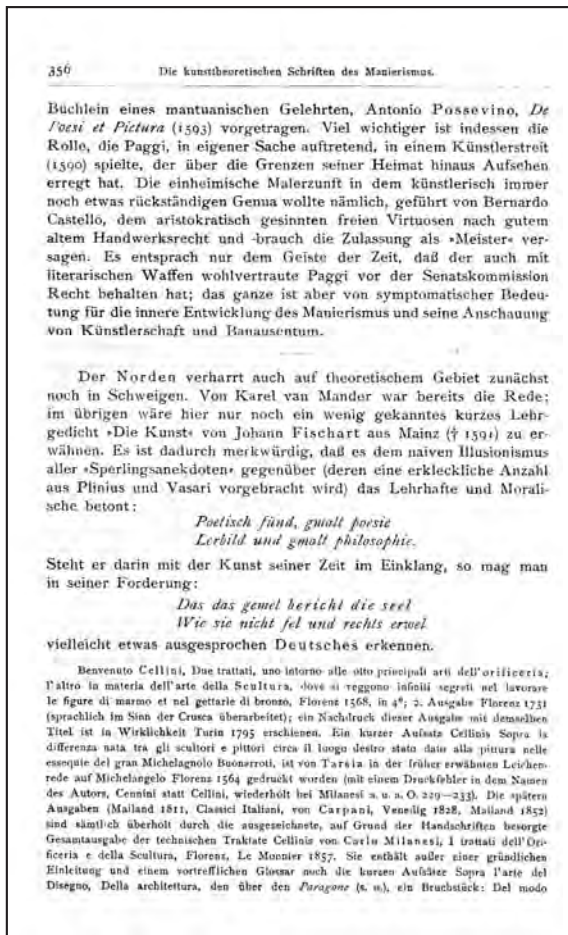 356 Die kunsttheoretischen Schriften des Manierismus.
Büchlein eines mantuanischen Gelehrten, Antonio Possevino, De
Poesi et Pictura (1593) vorgetragen. Viel wichtiger ist indessen die
Rolle, die Paggi, in eigener Sache auftretend, in einem Künstlerstreit
(1590) spielte, der über die Grenzen seiner Heimat hinaus Aufsehen
erregt hat. Die einheimische Malerzunft in dem künstlerisch immer
noch etwas rückständigen Genua wollte nämlich, geführt von Bernardo
Castello, dem aristokratisch gesinnten freien Virtuosen nach gutem
altem Handwerksrecht und -brauch die Zulassung als »Meister« ver-
sagen. Es entsprach nur dem Geiste der Zeit, daß der auch mit
literarischen Waffen wohlvertraute Paggi vor der Senatskommission
Recht behalten hat; das ganze ist aber von symptomatischer Bedeu-
tung für die innere Entwicklung des Manierismus und seine Anschauung
von Künstlerschaft und Banausentum.
Der Norden verharrt auch auf theoretischem Gebiet zunächst
noch in Schweigen. Von Karel van Mander war bereits die Rede;
im übrigen wäre hier nur noch ein wenig gekanntes kurzes Lehr-
gedicht »Die Kunst« von Johann Fischart aus Mainz († 1591) zu er-
wähnen. Es ist dadurch merkwürdig, daß es dem naiven Illusionismus
aller »Sperlingsanekdoten« gegenüber (deren eine erkleckliche Anzahl
aus Plinius und Vasari vorgebracht wird) das Lehrhafte und Morali-
sche betont:
Poetisch fünd, gmalt poesie
Lerbild und gmalt philosophie.
Steht er darin mit der Kunst seiner Zeit im Einklang, so mag man
in seiner Forderung:
Das das gemel bericht die seel
Wie sie nicht fel und rechts erwel
vielleicht etwas ausgesprochen Deutsches erkennen.
Benvenuto Cellini, Due trattati, uno intorno alle otto principali arti dell'orificeria;
l'altro in materia dell'arte della Scultura, dove si veggono infiniti segreti nel lavorare
le figure di marmo et nel gettarle di bronzo, Florenz 1568, in 4°; 2. Ausgabe Florenz 1731
(sprachlich im Sinn der Crusca überarbeitet); ein Nachdruck dieser Ausgabe mit demselben
Titel ist in Wirklichkeit Turin 1795 erschienen. Ein kurzer Aufsatz Cellinis Sopra la
differenza nata tra gli scultori e pittori circa il luogo destro stato dato alla pittura nelle
essequie del gran Michelagnolo Buonarroti, ist von Tarsia in der früher erwähnten Leichen-
rede auf Michelangelo Florenz 1564 gedruckt worden (mit einem Druckfehler in dem Namen
des Autors, Cennini statt Cellini, wiederholt bei Milanesi a. u. a. O. 229—233). Die spätern
Ausgaben (Mailand 1811, Classici Italiani, von Carpani, Venedig 1828, Mailand 1852)
sind sämtlich überholt durch die ausgezeichnete, auf Grund der Handschriften besorgte
Gesamtausgabe der technischen Traktate Cellinis von Carlo Milanesi, I trattati dell'Ori-
ficeria e della Scultura, Florenz, Le Monnier 1857. Sie enthält außer einer gründlichen
Einleitung und einem vortrefflichen Glossar noch die kurzen Aufsätze Sopra l'arte del
Disegno, Della architettura, den über den Paragone (s. u.), ein Bruchstück: Del modo